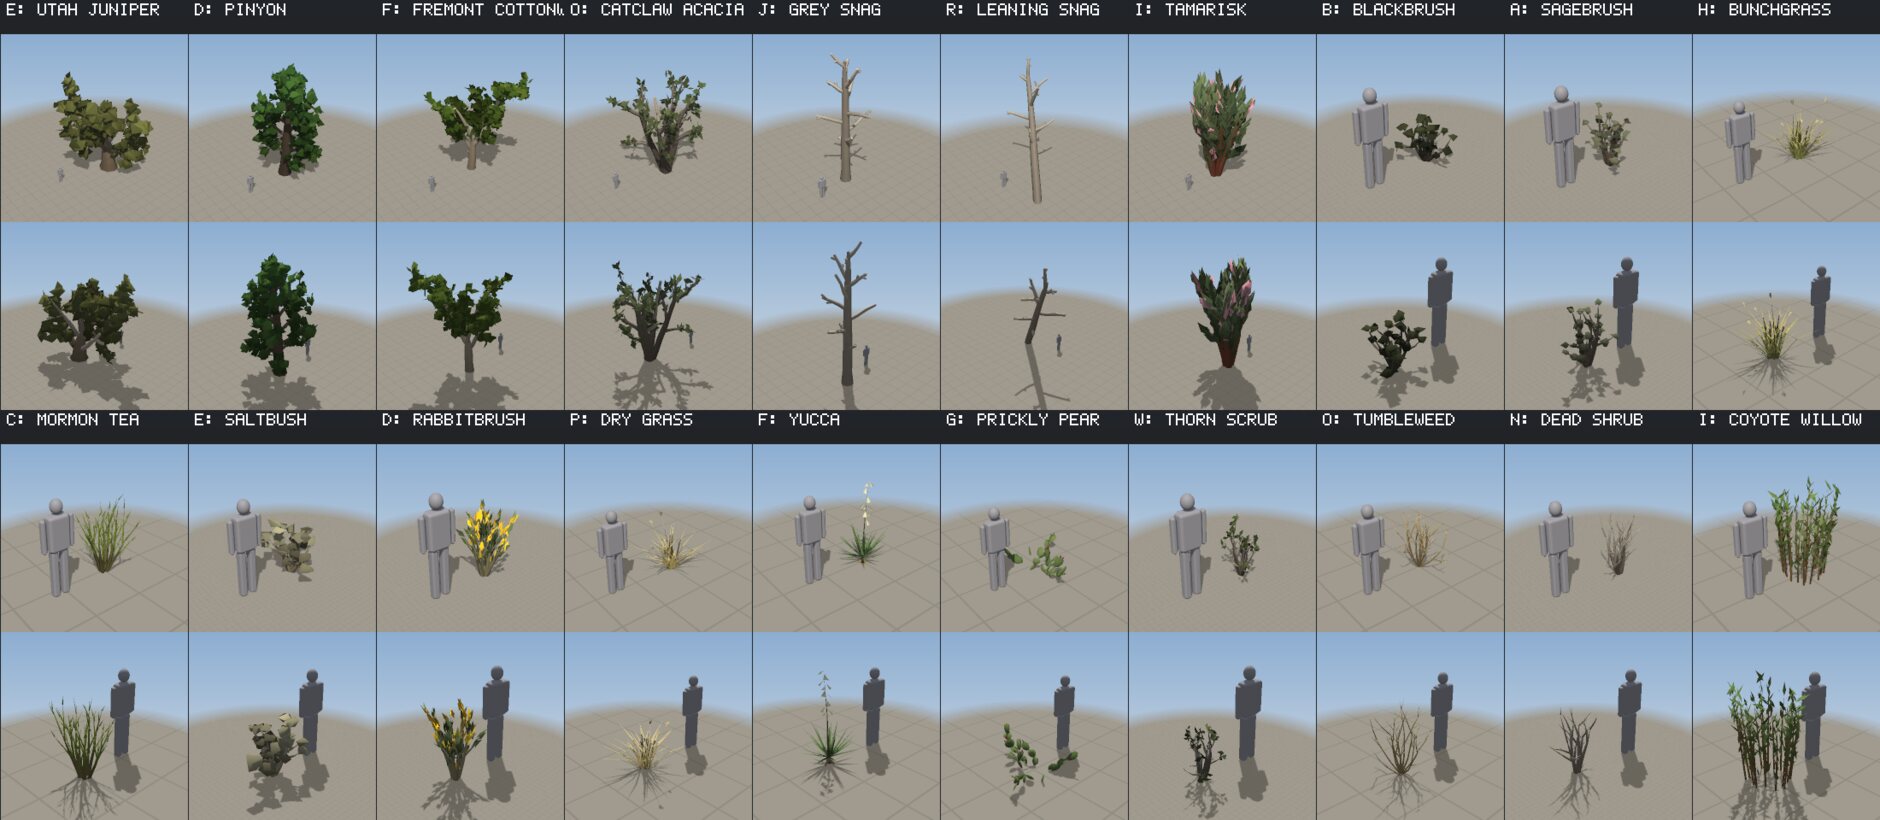 E: UTAH JUNIPER
D: PINYON
F: FREMONT COTTONW
O: CATCLAW ACACIA
J: GREY SNAG
R: LEANING SNAG
I: TAMARISK
B: BLACKBRUSH
A: SAGEBRUSH
H: BUNCHGRASS
C: MORMON TEA
E: SALTBUSH
D: RABBITBRUSH
P: DRY GRASS
F: YUCCA
G: PRICKLY PEAR
W: THORN SCRUB
O: TUMBLEWEED
N: DEAD SHRUB
I: COYOTE WILLOW